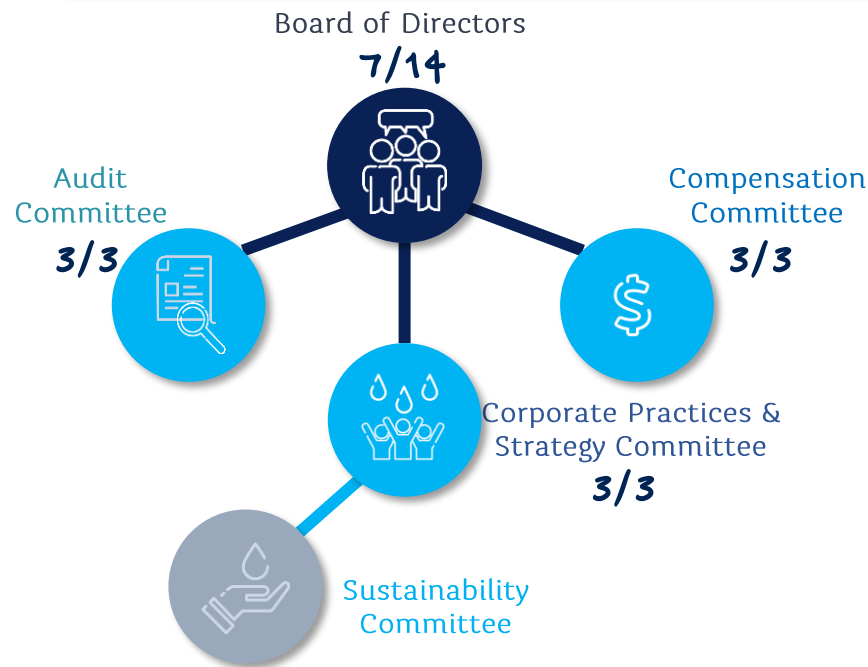 Board of Directors
7/14
Audit
Committee
3/3
Compensation
Committee
3/3
$
Corporate Practices &
Strategy Committee
3/3
Sustainability
Committee